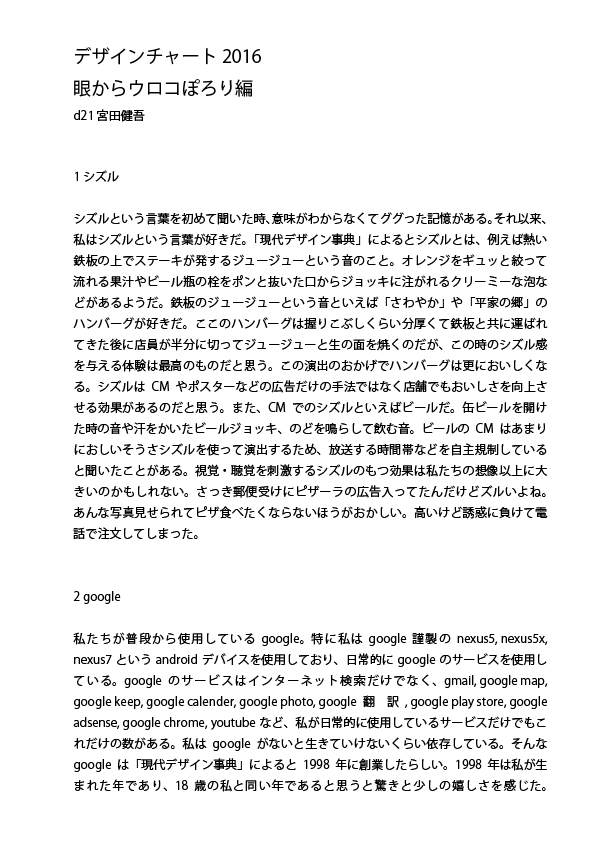 デザインチャート 2016
眼からウロコぽろり編
d21 宮田健吾
1 シズル
シズルという言葉を初めて聞いた時、意味がわからなくてググった記憶がある。それ以来、
私はシズルという言葉が好きだ。「現代デザイン事典」によるとシズルとは、例えば熱い
鉄板の上でステーキが発するジュージューという音のこと。オレンジをギュッと絞って
流れる果汁やビール瓶の栓をポンと抜いた口からジョッキに注がれるクリーミーな泡な
どがあるようだ。鉄板のジュージューという音といえば「さわやか」や「平家の郷」の
ハンバーグが好きだ。ここのハンバーグは握りこぶしくらい分厚くて鉄板と共に運ばれ
てきた後に店員が半分に切ってジュージューと生の面を焼くのだが、この時のシズル感
を与える体験は最高のものだと思う。この演出のおかげでハンバーグは更においしくな
る。シズルは CM やポスターなどの広告だけの手法ではなく店舗でもおいしさを向上さ
せる効果があるのだと思う。また、CM でのシズルといえばビールだ。缶ビールを開け
た時の音や汗をかいたビールジョッキ、のどを鳴らして飲む音。ビールの CM はあまり
においしいそうさシズルを使って演出するため、放送する時間帯などを自主規制している
と聞いたことがある。視覚・聴覚を刺激するシズルのもつ効果は私たちの想像以上に大
きいのかもしれない。さっき郵便受けにピザーラの広告入ってたんだけどズルいよね。
あんな写真見せられてピザ食べたくならないほうがおかしい。高いけど誘惑に負けて電
話で注文してしまった。
2 google
私たちが普段から使用している google。特に私は google 謹製の nexus5, nexus5x,
nexus7 という android デバイスを使用しており、日常的に google のサービスを使用し
ている。google のサービスはインターネット検索だけでなく、gmail, google map,
google keep, google calender, google photo, google 翻 訳 , google play store, google
adsense, google chrome, youtube など、私が日常的に使用しているサービスだけでもこ
れだけの数がある。私は google がないと生きていけないくらい依存している。そんな
google は「現代デザイン事典」によると 1998 年に創業したらしい。1998 年は私が生
まれた年であり、18 歳の私と同い年であると思うと驚きと少しの嬉しさを感じた。